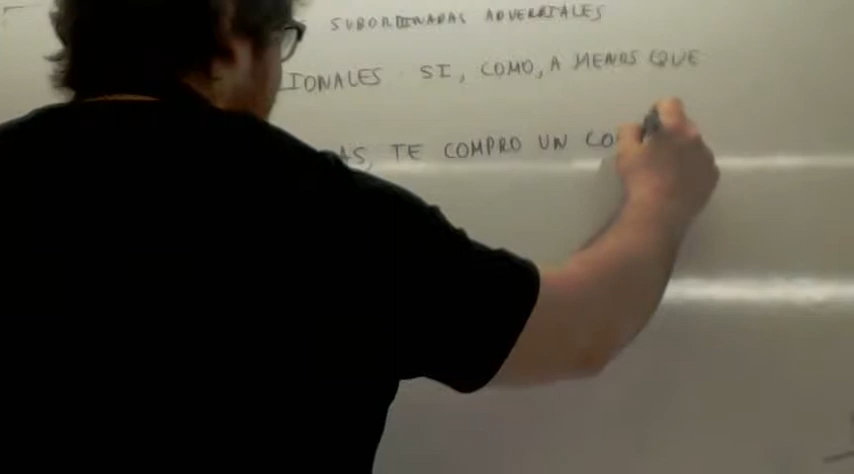 SUBORDINADAS ADVERBIALES
IONALES SI, COMO, A MENOS QUE
AS, TE COMPRO UN CO